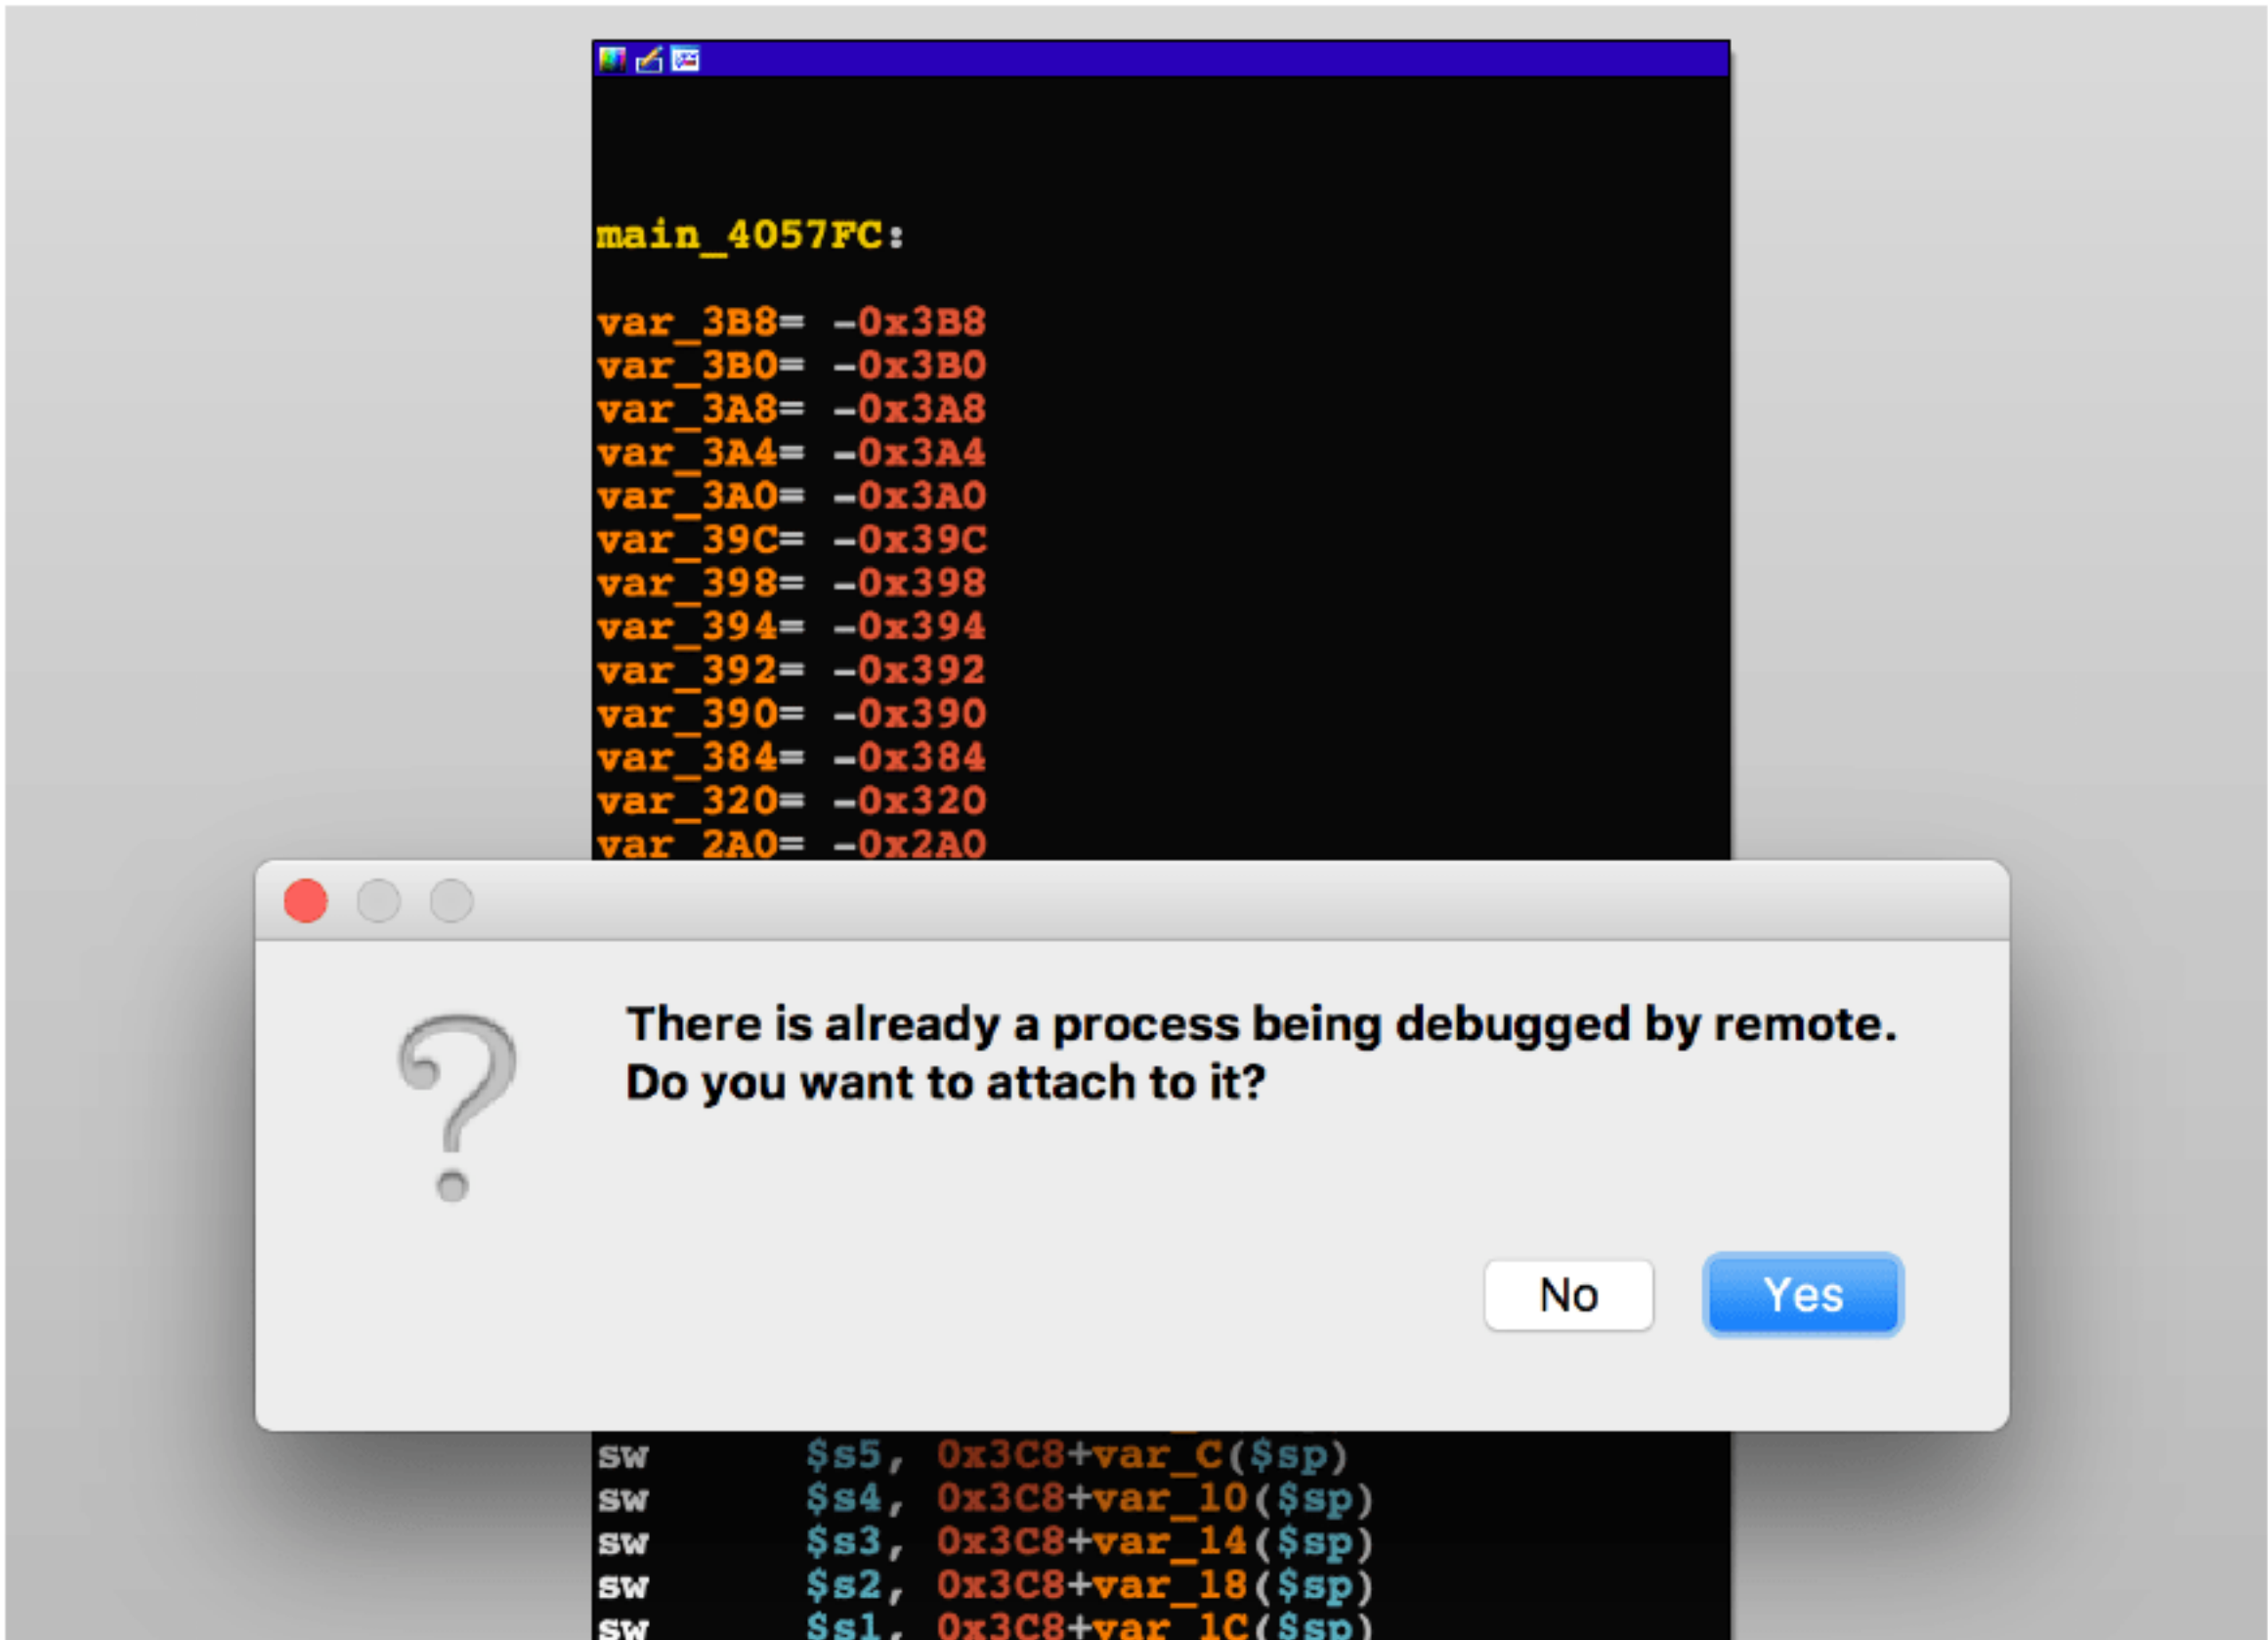 main_4057FC:
var_3B8= -0x3B8
var_3B0= -0x3B0
var_3A8= -0x3A8
var_3A4= -0x3A4
var_3A0= -0x3A0
var_39C= -0x39C
var_398= -0x398
var_394= -0x394
var_392= -0x392
var_390= -0x390
var_384= -0x384
var_320= -0x320
var_2A0= -0x2A0
There is already a process being debugged by remote.
Do you want to attach to it?
No Yes
sw $s5, 0x3C8+var_C($sp)
sw $s4, 0x3C8+var_10($sp)
sw $s3, 0x3C8+var_14($sp)
sw $s2, 0x3C8+var_18($sp)
sw $s1, 0x3C8+var_1C($sp)